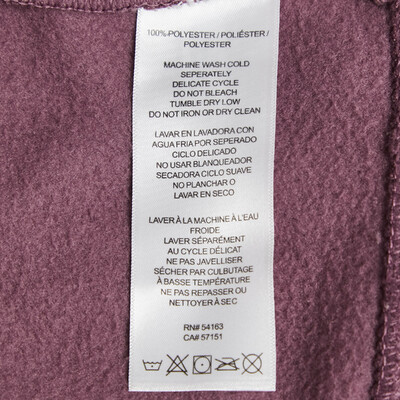 100% POLYESTER / POLIÉSTER /
POLYESTER
MACHINE WASH COLD
SEPERATELY
DELICATE CYCLE
DO NOT BLEACH
TUMBLE DRY LOW
DO NOT IRON OR DRY CLEAN
LAVAR EN LAVADORA CON
AGUA FRIA POR SEPERADO
CICLO DELICADO
NO USAR BLANQUEADOR
SECADORA CICLO SUAVE
NO PLANCHAR O
LAVAR EN SECO
LAVER À LA MACHINE À L'EAU
FROIDE
LAVER SÉPARÉMENT
AU CYCLE DÉLICAT
NE PAS JAVELLISER
SÉCHER PAR CULBUTAGE
À BASSE TEMPÉRATURE
NE PAS REPASSER OU
NETTOYER À SEC
RN# 54163
CA# 57151